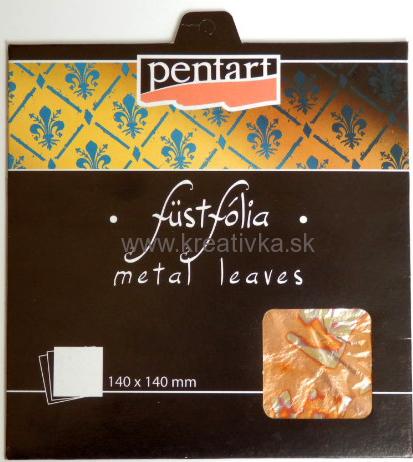 pentart
füstfólia
www.kreativka.sk
metal leaves
140 x 140 mm